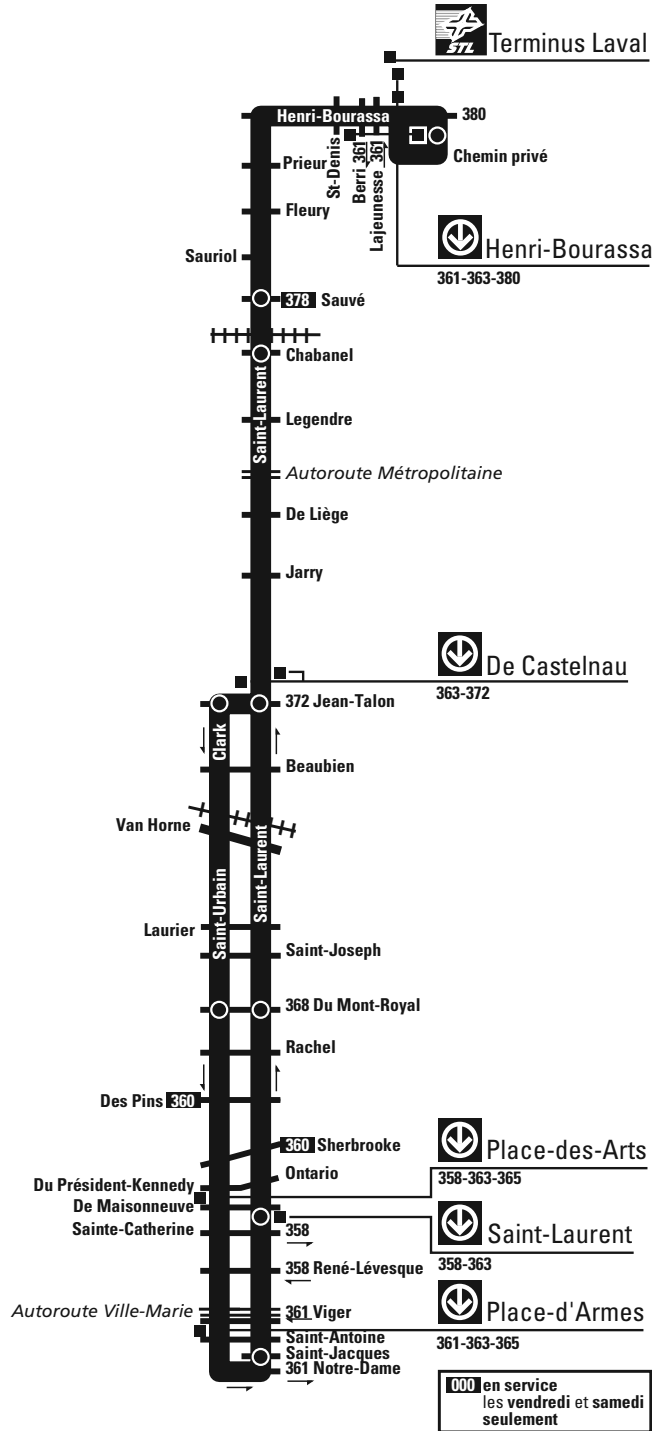 STL Terminus Laval
Henri-Bourassa
380
St-Denis
Berri 361
Lajeunesse 361
Chemin privé
Prieur
Fleury
Henri-Bourassa
361-363-380
Sauriol
378 Sauvé
Chabanel
Saint-Laurent
Legendre
Autoroute Métropolitaine
De Liège
Jarry
De Castelnau
363-372
372 Jean-Talon
Clark
Beaubien
Van Horne
Saint-Urbain
Saint-Laurent
Laurier
Saint-Joseph
368 Du Mont-Royal
Rachel
Des Pins 360
360 Sherbrooke
Place-des-Arts
358-363-365
Ontario
Du Président-Kennedy
De Maisonneuve
Sainte-Catherine
358
Saint-Laurent
358-363
358 René-Lévesque
Autoroute Ville-Marie
361 Viger
Place-d'Armes
361-363-365
Saint-Antoine
Saint-Jacques
361 Notre-Dame
000 en service
les vendredi et samedi
seulement